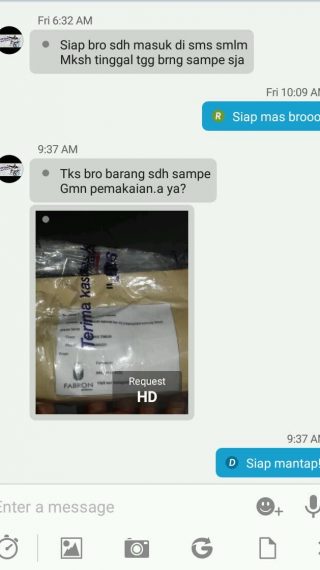 Fri 6:32 AM
Siap bro sdh masuk di sms smlm
Mksh tinggal tgg brng sampe sja
Fri 10:09 AM
R Siap mas brooo
9:37 AM
Tks bro barang sdh sampe
Gmn pemakaian.a ya?
Terima kasih
FABRON
Request
HD
9:37 AM
D Siap mantap!
Enter a message